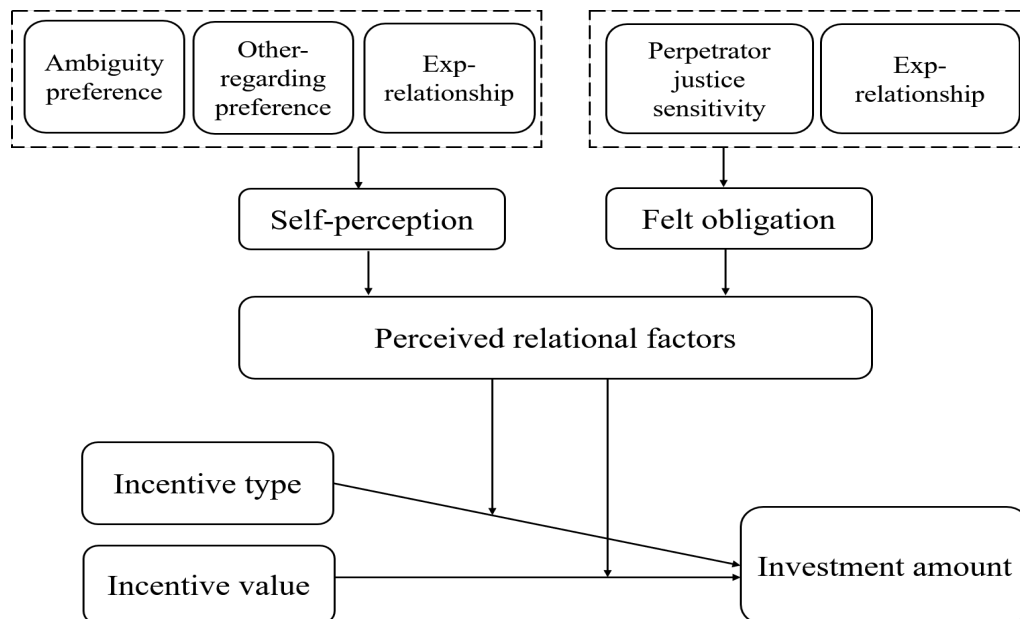 Ambiguity
preference
Other-
regarding
preference
Exp-
relationship
Perpetrator
justice
sensitivity
Exp-
relationship
Self-perception
Felt obligation
Perceived relational factors
Incentive type
Incentive value
Investment amount